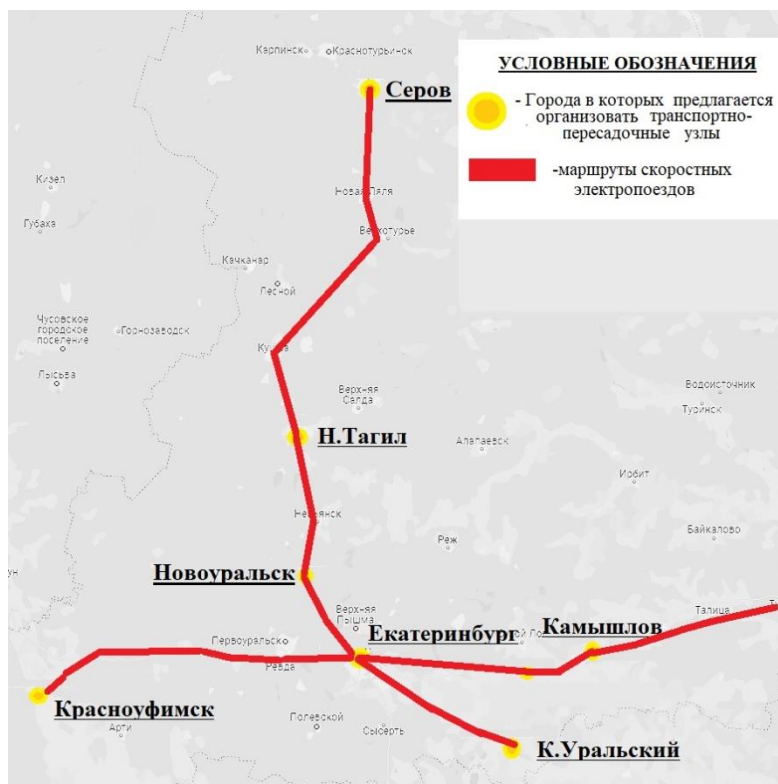 Карпинск
Краснотурьинск
Серов
УСЛОВНЫЕ ОБОЗНАЧЕНИЯ
- Города в которых предлагается
организовать транспортно-
пересадочные узлы
-маршруты скоростных
электропоездов
Кизел
Губаха
Новая Ляля
Верхотурье
Качканар
Лесной
Чусовское
городское
поселение
Горнозаводск
Лысьва
Верхняя
Салда
Водоисточник
Туринск
Н.Тагил
Алапаевск
Ирбит
Байкалово
Реж
Новоуральск
Верхняя
Пышма
Первоуральск
Екатеринбург
Камышлов
Талица
Ревда
Красноуфимск
Арти
Полевской
Сысерть
К.Уральский